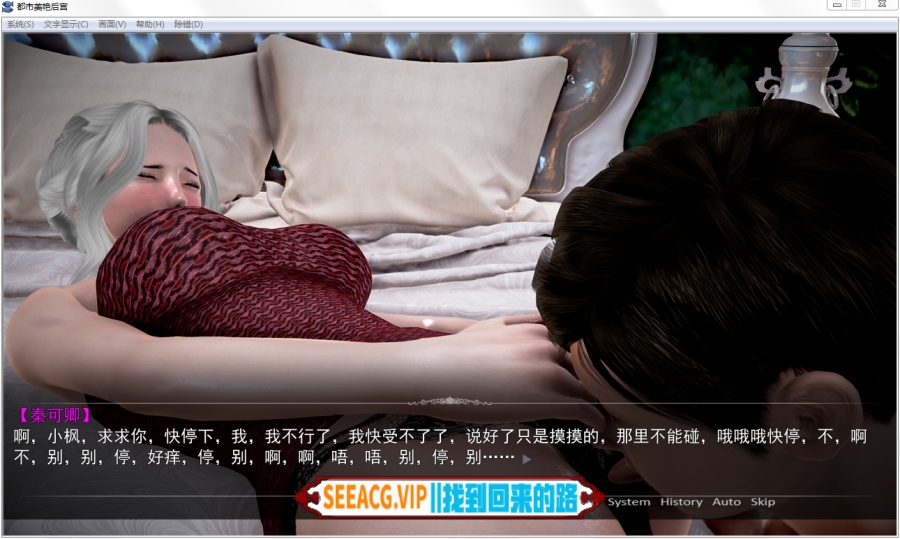 都市美艳后宫
系统(S) 文字显示(C) 画面(V) 帮助(H) 除错(D)
【秦可卿】
啊，小枫，求求你，快停下，我，我不行了，我快受不了了，说好了只是摸摸的，那里不能碰，哦哦哦快停，不，啊
不，别，别，停，好痒，停，别，啊，啊，唔，唔，别，停，别……
SEEACG.VIP||找到回来的路
System History Auto Skip